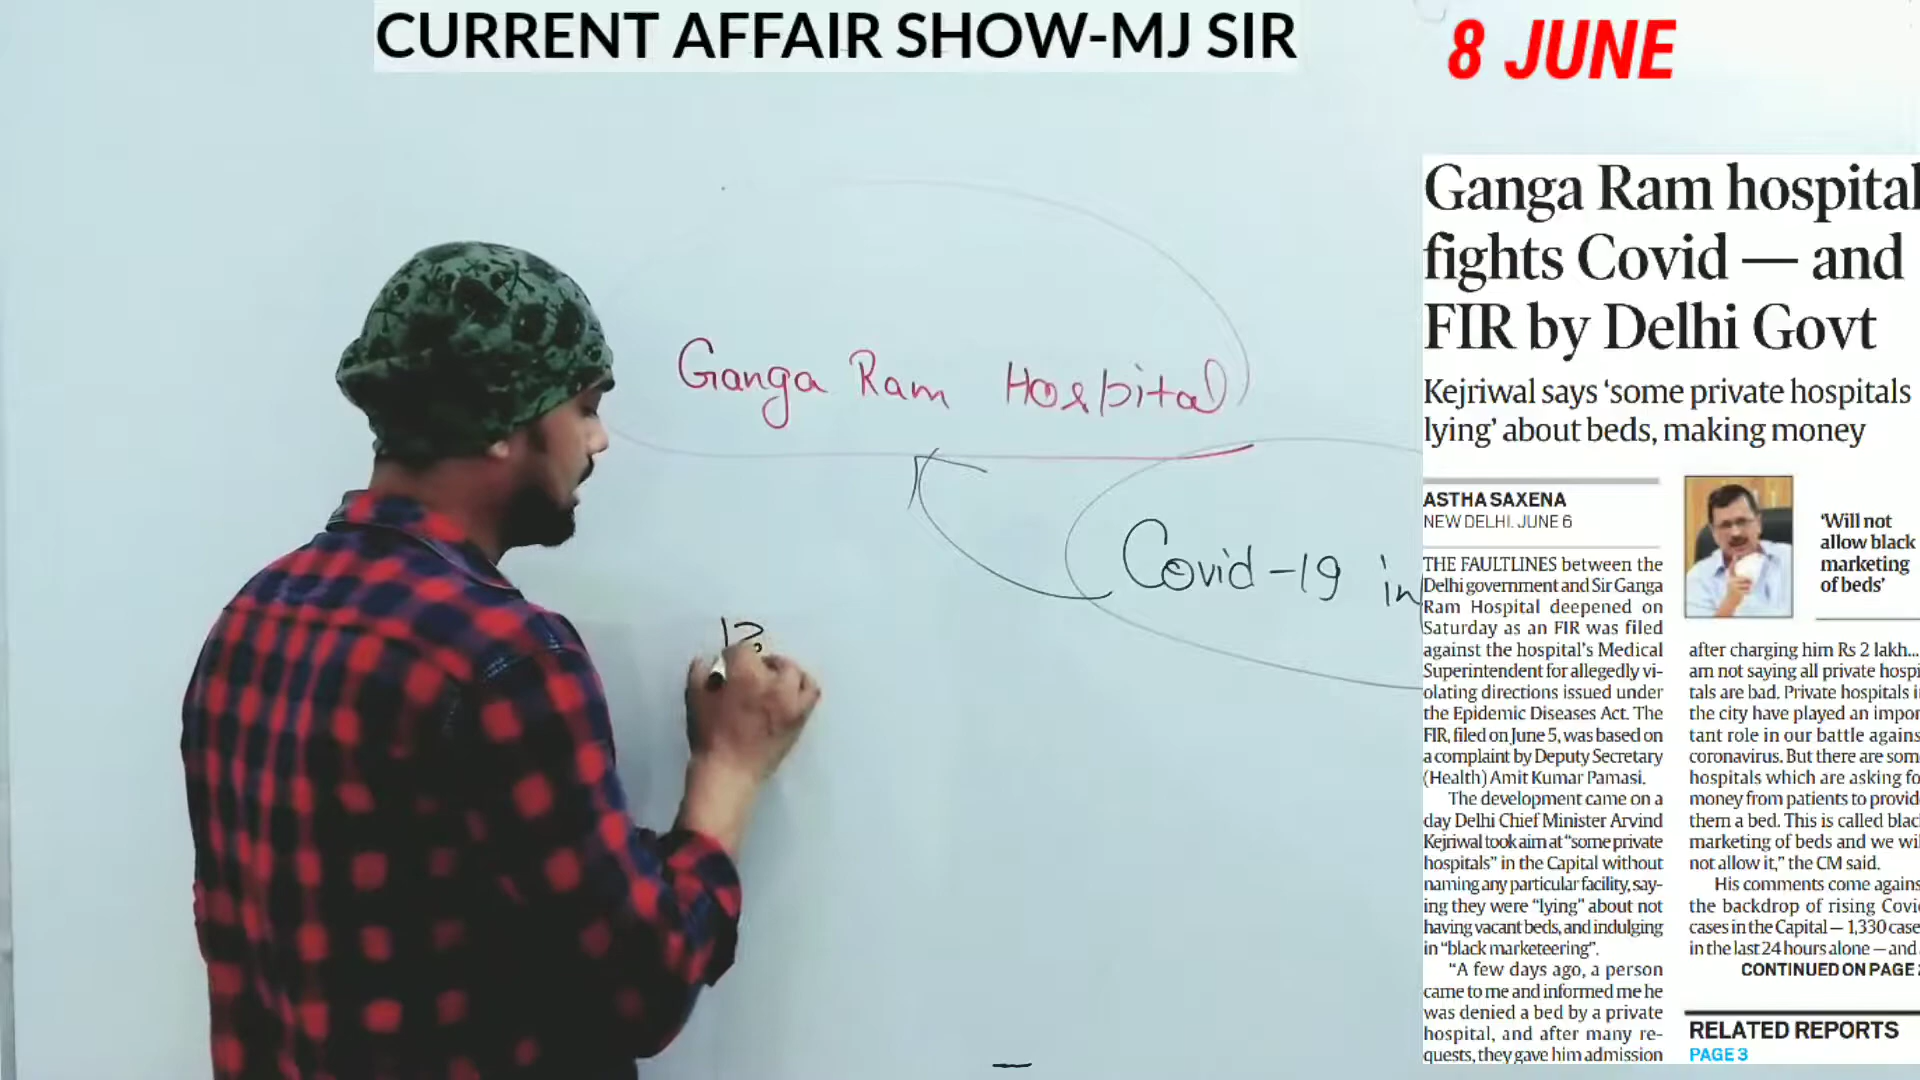 CURRENT AFFAIR SHOW-MJ SIR
8 JUNE
Ganga Ram Hospital
Covid-19 in
Ganga Ram hospital
fights Covid — and
FIR by Delhi Govt
Kejriwal says ‘some private hospitals
lying’ about beds, making money
ASTHA SAXENA
NEW DELHI, JUNE 6
THE FAULTLINES between the
Delhi government and Sir Ganga
Ram Hospital deepened on
Saturday as an FIR was filed
against the hospital's Medical
Superintendent for allegedly vi-
olating directions issued under
the Epidemic Diseases Act. The
FIR, filed on June 5, was based on
a complaint by Deputy Secretary
(Health) Amit Kumar Pamasi.
The development came on a
day Delhi Chief Minister Arvind
Kejriwal took aim at “some private
hospitals” in the Capital without
naming any particular facility, say-
ing they were “lying” about not
having vacant beds, and indulging
in “black marketeering”.
“A few days ago, a person
came to me and informed me he
was denied a bed by a private
hospital, and after many re-
quests, they gave him admission
‘Will not
allow black
marketing
of beds’
after charging him Rs 2 lakh...
am not saying all private hospi
tals are bad. Private hospitals i
the city have played an impor
tant role in our battle agains
coronavirus. But there are som
hospitals which are asking fo
money from patients to provid
them a bed. This is called blac
marketing of beds and we wi
not allow it,” the CM said.
His comments come agains
the backdrop of rising Covi
cases in the Capital — 1,330 case
in the last 24 hours alone — and
CONTINUED ON PAGE
RELATED REPORTS
PAGE 3